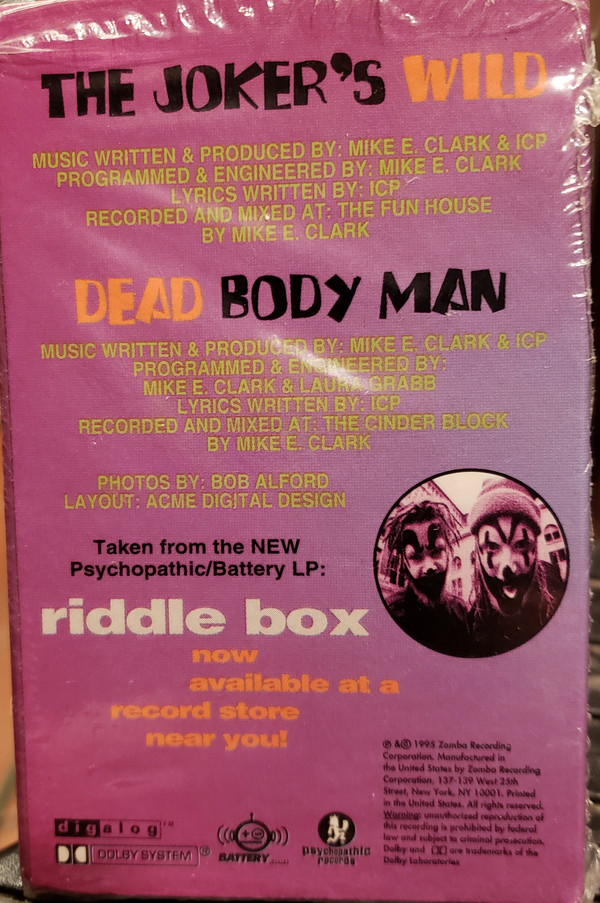 THE JOKER'S WILD
MUSIC WRITTEN & PRODUCED BY: MIKE E. CLARK & ICP
PROGRAMMED & ENGINEERED BY: MIKE E. CLARK
LYRICS WRITTEN BY: ICP
RECORDED AND MIXED AT: THE FUN HOUSE
BY MIKE E. CLARK
DEAD BODY MAN
MUSIC WRITTEN & PRODUCED BY: MIKE E. CLARK & ICP
PROGRAMMED & ENGINEERED BY:
MIKE E. CLARK & LAURA GRABB
LYRICS WRITTEN BY: ICP
RECORDED AND MIXED AT: THE CINDER BLOCK
BY MIKE E. CLARK
PHOTOS BY: BOB ALFORD
LAYOUT: ACME DIGITAL DESIGN
Taken from the NEW
Psychopathic/Battery LP:
riddle box
now
available at a
record store
near you!
℗ & © 1995 Zomba Recording
Corporation. Manufactured in
the United States by Zomba Recording
Corporation, 137-139 West 25th
Street, New York, NY 10001. Printed
in the United States. All rights reserved.
Warning: unauthorized reproduction of
this recording is prohibited by federal
law and subject to criminal prosecution.
Dolby and are trademarks of the
Dolby Laboratories
digalog™
DOLBY SYSTEM ®
BATTERY
psychopathic
records